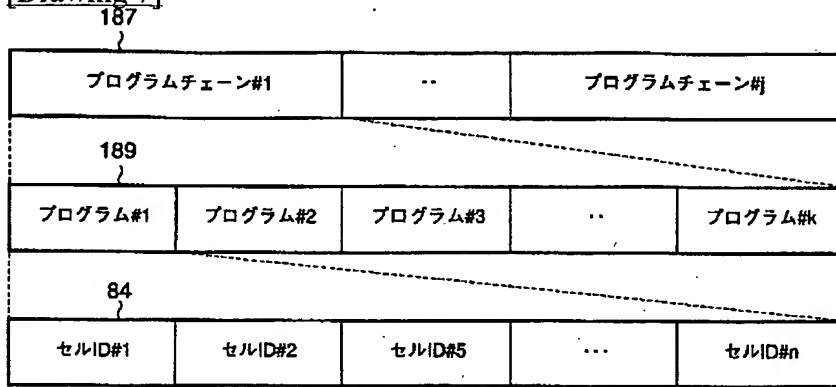 [Drawing 7]
187
プログラムチェーン#1 ‥ プログラムチェーン#j
189
プログラム#1 プログラム#2 プログラム#3 ‥ プログラム#k
84
セルID#1 セルID#2 セルID#5 ... セルID#n